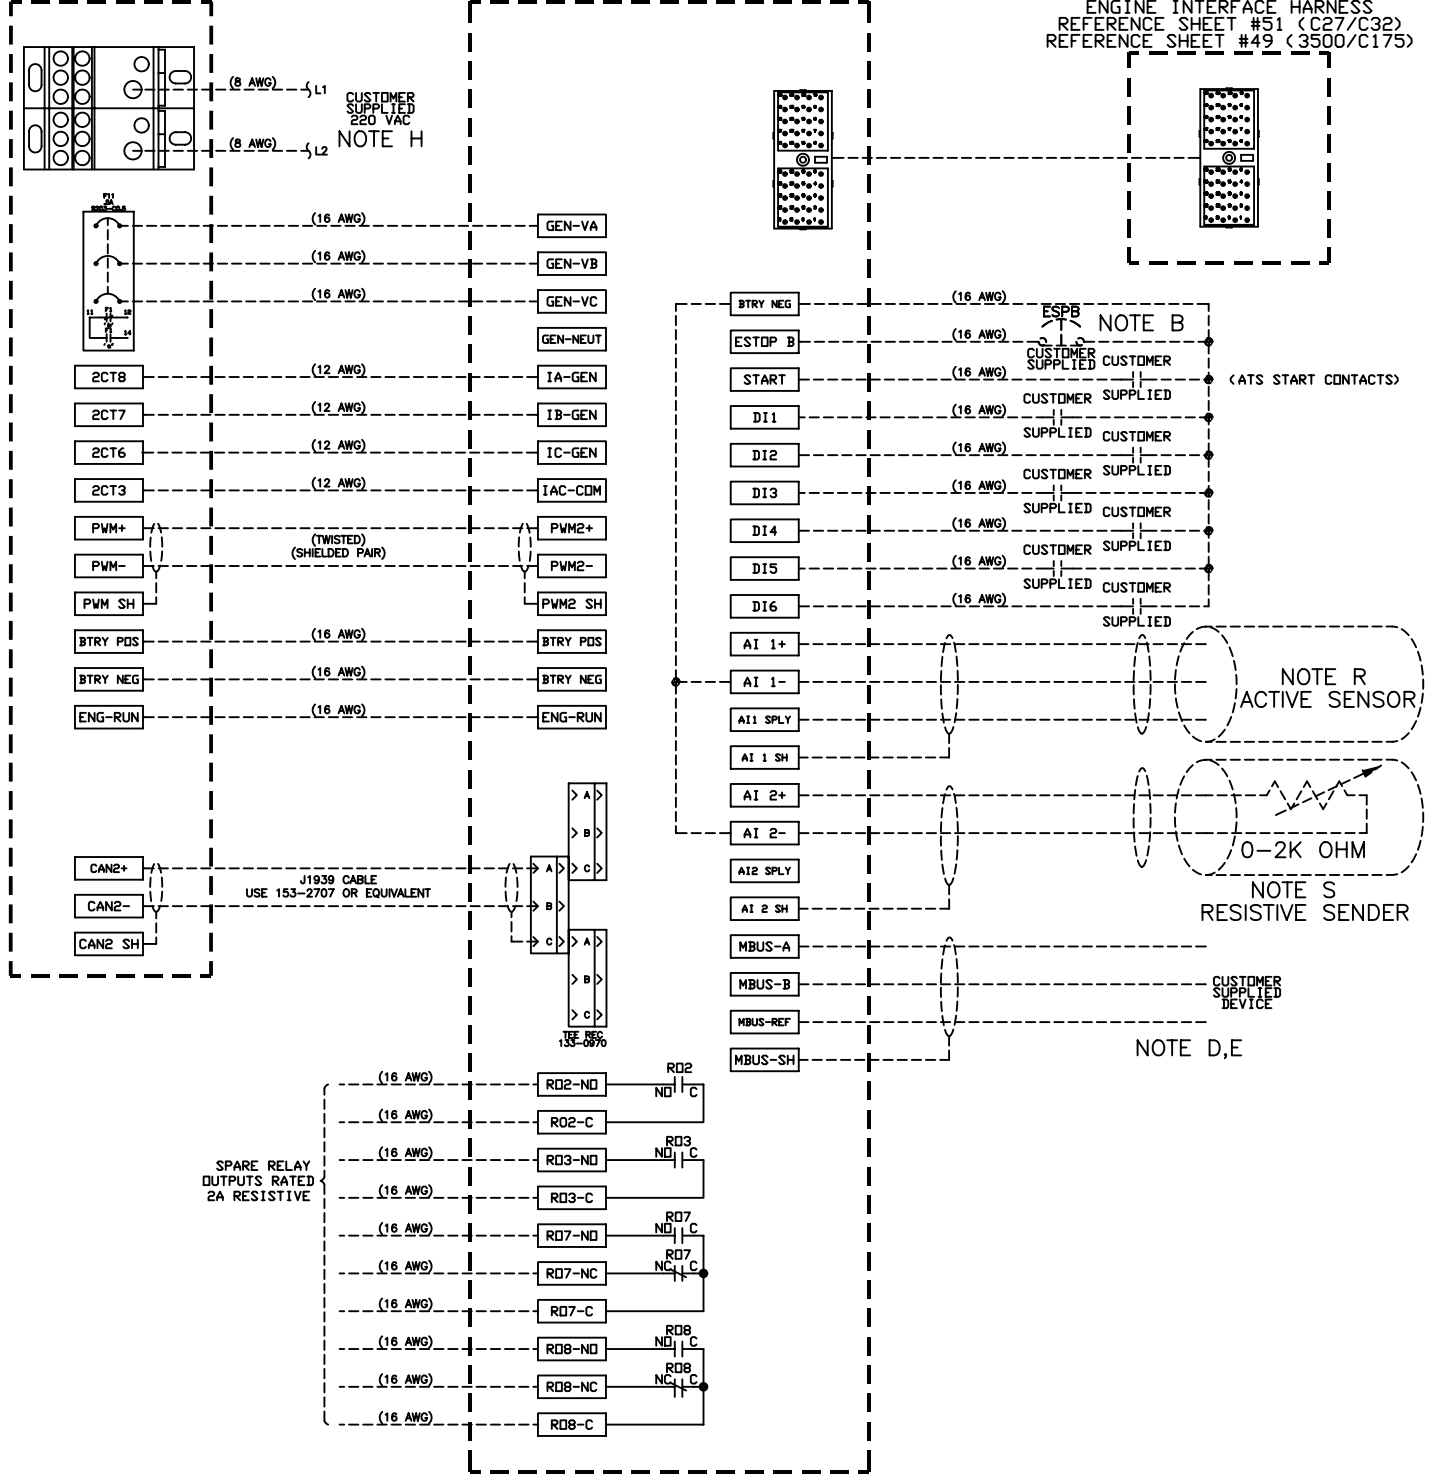 ENGINE INTERFACE HARNESS
REFERENCE SHEET #51 (C27/C32)
REFERENCE SHEET #49 (3500/C175)
(8 AWG)
L1
CUSTOMER
SUPPLIED
220 VAC
NOTE H
(8 AWG)
L2
F11
11
F1
12
F1
14
(16 AWG)
GEN-VA
(16 AWG)
GEN-VB
(16 AWG)
GEN-VC
GEN-NEUT
2CT8
(12 AWG)
IA-GEN
2CT7
(12 AWG)
IB-GEN
2CT6
(12 AWG)
IC-GEN
2CT3
(12 AWG)
IAC-COM
PWM+
PWM2+
(TWISTED)
(SHIELDED PAIR)
PWM-
PWM2-
PWM SH
PWM2 SH
BTRY POS
(16 AWG)
BTRY POS
BTRY NEG
(16 AWG)
BTRY NEG
ENG-RUN
(16 AWG)
ENG-RUN
A
B
C
CAN2+
J1939 CABLE
USE 153-2707 OR EQUIVALENT
A
CAN2-
B
CAN2 SH
C
A
B
C
TEE REC
133-0970
SPARE RELAY
OUTPUTS RATED
2A RESISTIVE
(16 AWG)
RO2-NO
RO2
NO C
(16 AWG)
RO2-C
(16 AWG)
RO3-NO
RO3
NO C
(16 AWG)
RO3-C
(16 AWG)
RO7-NO
RO7
NO C
(16 AWG)
RO7-NC
RO7
NC C
(16 AWG)
RO7-C
(16 AWG)
RO8-NO
RO8
NO C
(16 AWG)
RO8-NC
RO8
NC C
(16 AWG)
RO8-C
BTRY NEG
(16 AWG)
ESTOP B
(16 AWG)
ESPB
NOTE B
CUSTOMER
SUPPLIED
START
(16 AWG)
CUSTOMER
SUPPLIED
(ATS START CONTACTS)
DI1
(16 AWG)
CUSTOMER
SUPPLIED
DI2
(16 AWG)
CUSTOMER
SUPPLIED
DI3
(16 AWG)
CUSTOMER
SUPPLIED
DI4
(16 AWG)
CUSTOMER
SUPPLIED
DI5
(16 AWG)
CUSTOMER
SUPPLIED
DI6
(16 AWG)
CUSTOMER
SUPPLIED
AI 1+
AI 1-
NOTE R
ACTIVE SENSOR
AI1 SPLY
AI 1 SH
AI 2+
AI 2-
0-2K OHM
AI2 SPLY
NOTE S
RESISTIVE SENDER
AI 2 SH
MBUS-A
MBUS-B
CUSTOMER
SUPPLIED
DEVICE
MBUS-REF
NOTE D,E
MBUS-SH